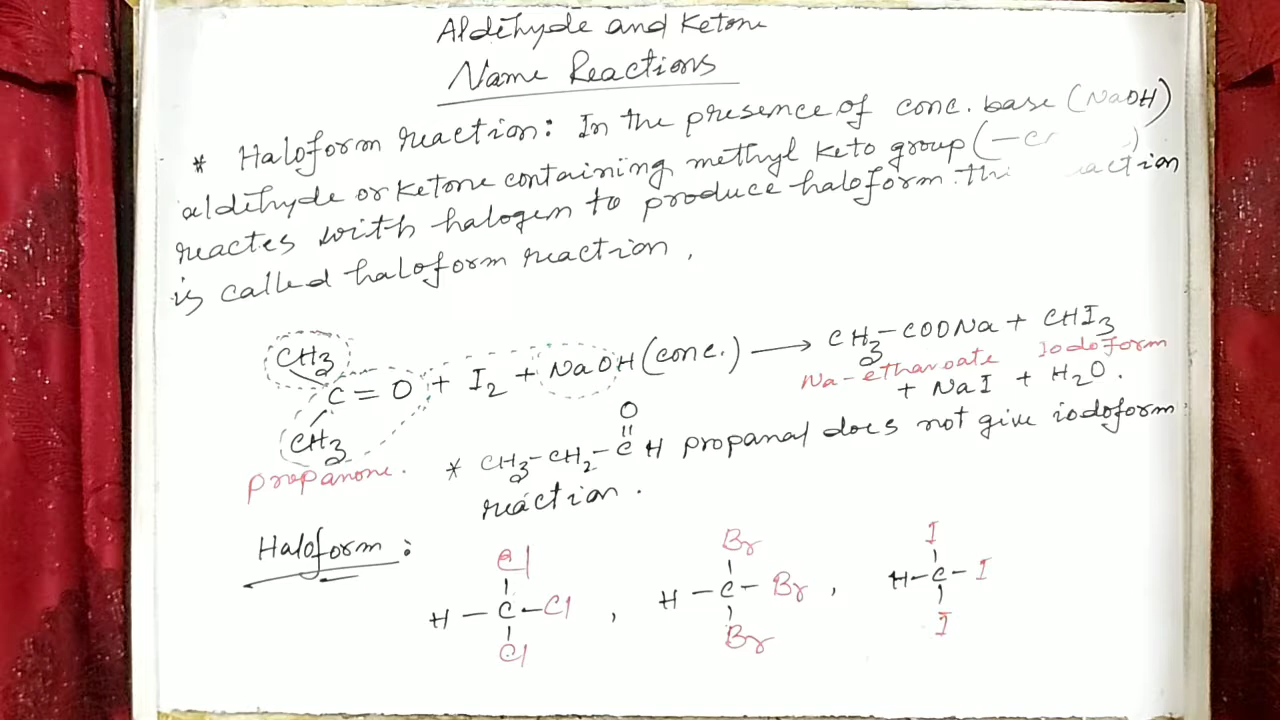 Aldehyde and Ketone
Name Reactions
* Haloform reaction: In the presence of conc. base (NaOH)
aldehyde or ketone containing methyl keto group (-c
reactes with halogen to produce haloform. thi action
is called haloform reaction,
CH3
C = O + I2 + NaOH (conc.) → CH3-COONa + CHI3
Na-ethanoate Iodoform
+ NaI + H2O.
CH3
propanone.
O
* CH3-CH2-C H propanal does not give iodoform
reaction.
Haloform:
Cl
H - C - Cl ,
Cl
Br
H - C - Br ,
Br
I
H - C - I
I